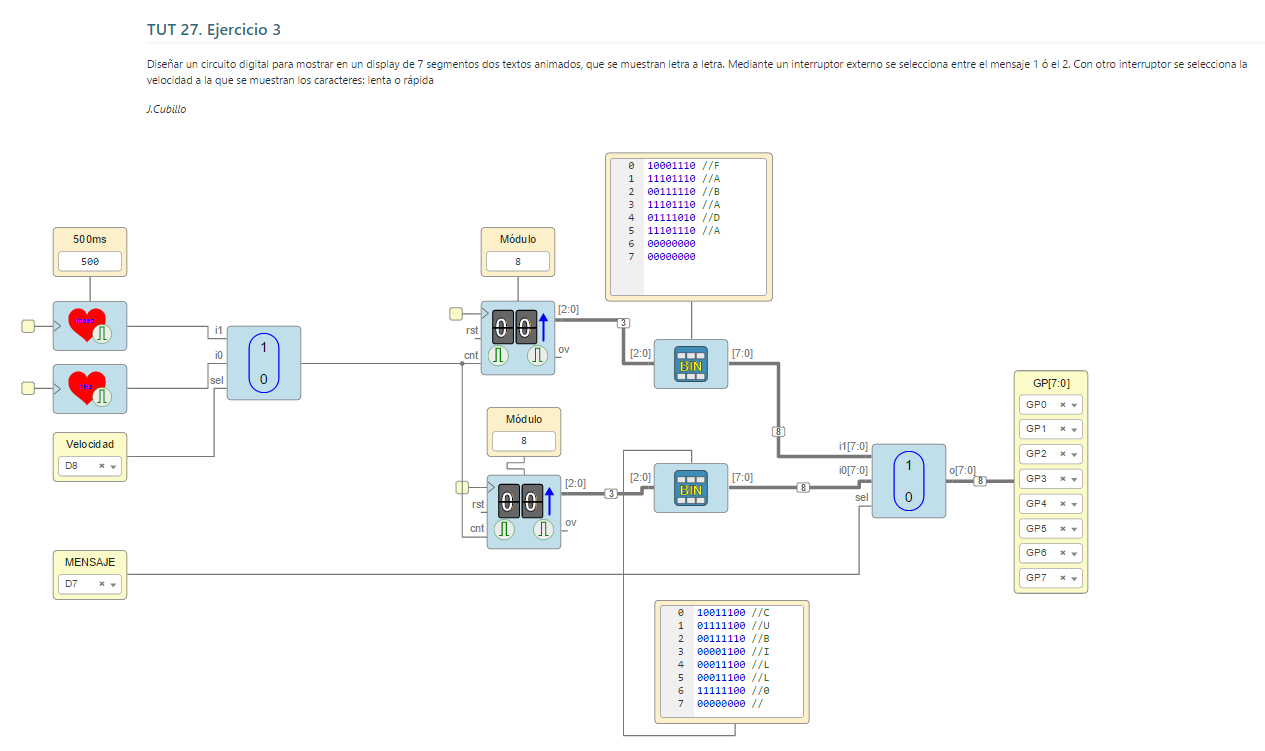 TUT 27. Ejercicio 3
Diseñar un circuito digital para mostrar en un display de 7 segmentos dos textos animados, que se muestran letra a letra. Mediante un interruptor externo se selecciona entre el mensaje 1 ó el 2. Con otro interruptor se selecciona la
velocidad a la que se muestran los caracteres: lenta o rápida
J.Cubillo
0 10001110 //F
1 11101110 //A
2 00111110 //B
3 11101110 //A
4 01111010 //D
5 11101110 //A
6 00000000
7 00000000
500ms
500
Módulo
8
[2:0]
3
rst
cnt
ov
0 0
[2:0]
BIN
[7:0]
8
i1
i0
sel
1
0
1Hz
Velocidad
D8
Módulo
8
[2:0]
3
rst
cnt
ov
0 0
[2:0]
BIN
[7:0]
8
i1[7:0]
i0[7:0]
sel
1
0
o[7:0]
8
GP[7:0]
GP0
GP1
GP2
GP3
GP4
GP5
GP6
GP7
MENSAJE
D7
0 10011100 //C
1 01111100 //U
2 00111110 //B
3 00001100 //I
4 00011100 //L
5 00011100 //L
6 11111100 //0
7 00000000 //